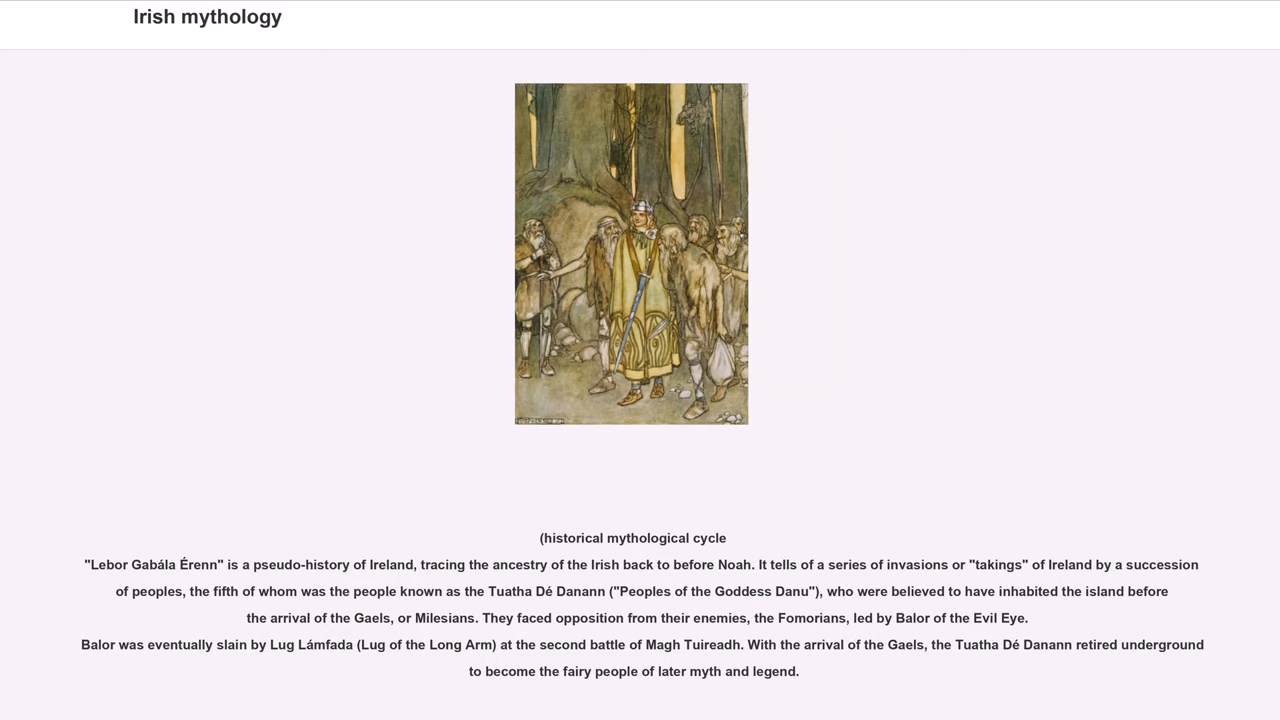 Irish mythology
(historical mythological cycle
"Lebor Gabála Érenn" is a pseudo-history of Ireland, tracing the ancestry of the Irish back to before Noah. It tells of a series of invasions or "takings" of Ireland by a succession
of peoples, the fifth of whom was the people known as the Tuatha Dé Danann ("Peoples of the Goddess Danu"), who were believed to have inhabited the island before
the arrival of the Gaels, or Milesians. They faced opposition from their enemies, the Fomorians, led by Balor of the Evil Eye.
Balor was eventually slain by Lug Lámfada (Lug of the Long Arm) at the second battle of Magh Tuireadh. With the arrival of the Gaels, the Tuatha Dé Danann retired underground
to become the fairy people of later myth and legend.